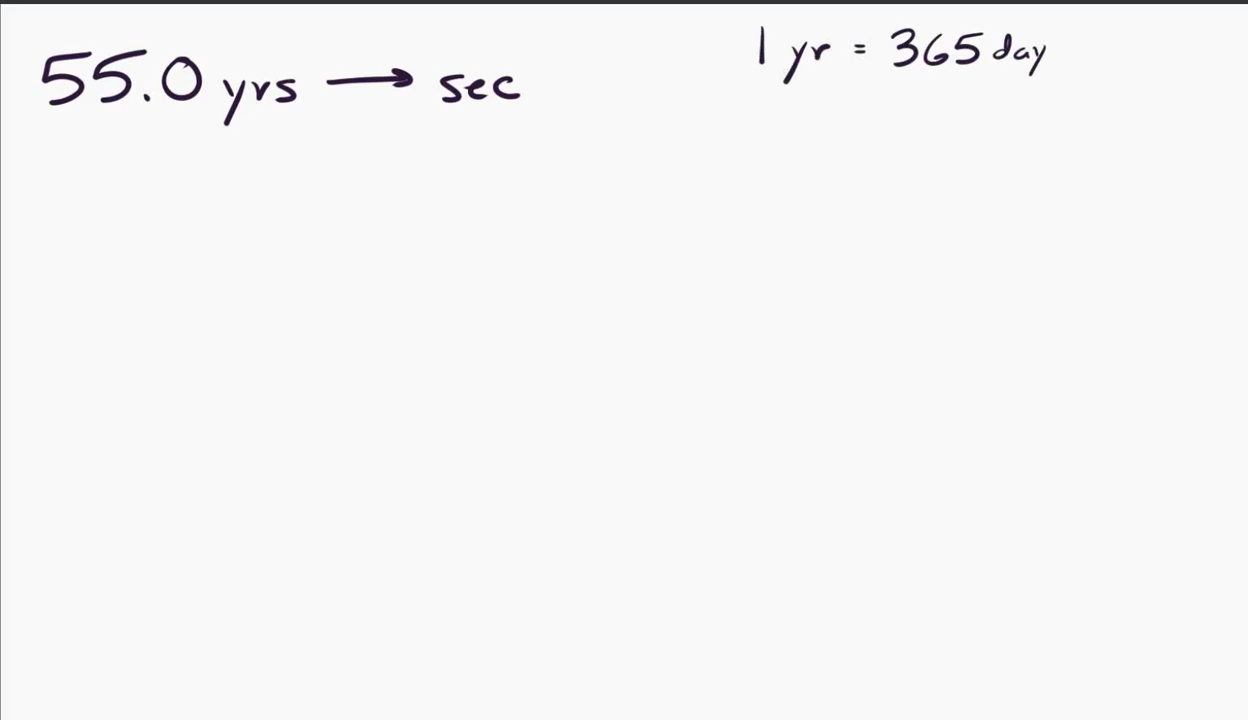 55.0 yrs → sec
1 yr = 365 day